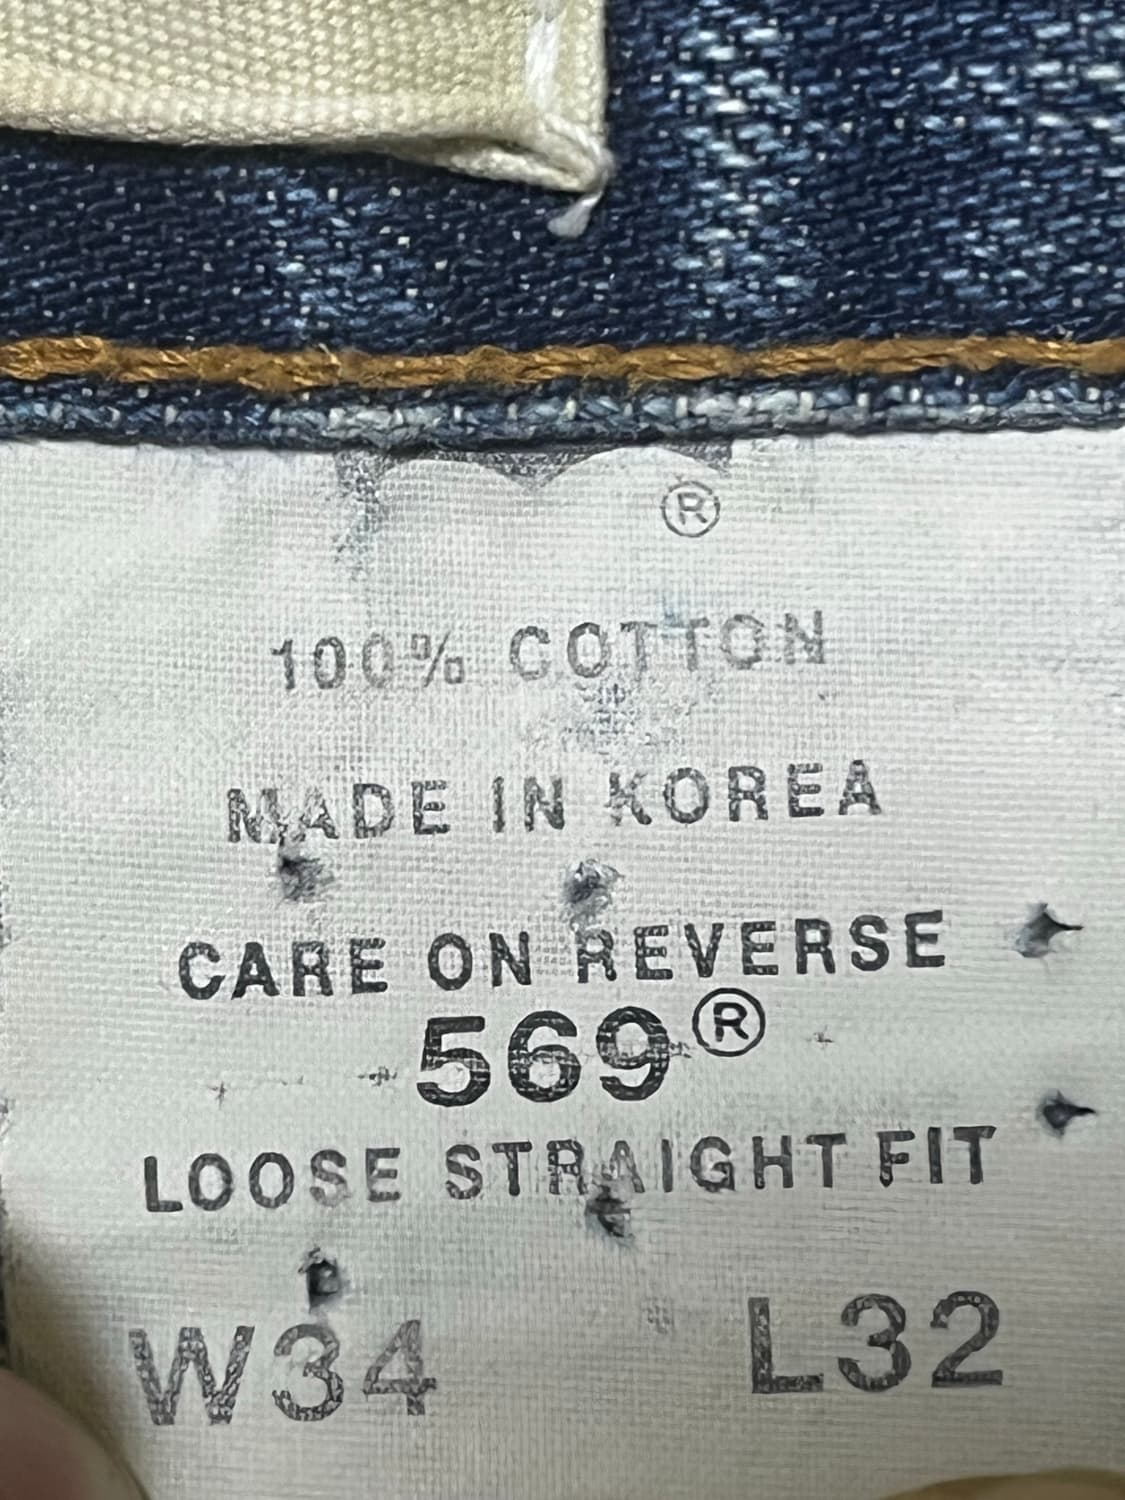 ®
100% COTTON
MADE IN KOREA
CARE ON REVERSE
569®
LOOSE STRAIGHT FIT
W34 L32